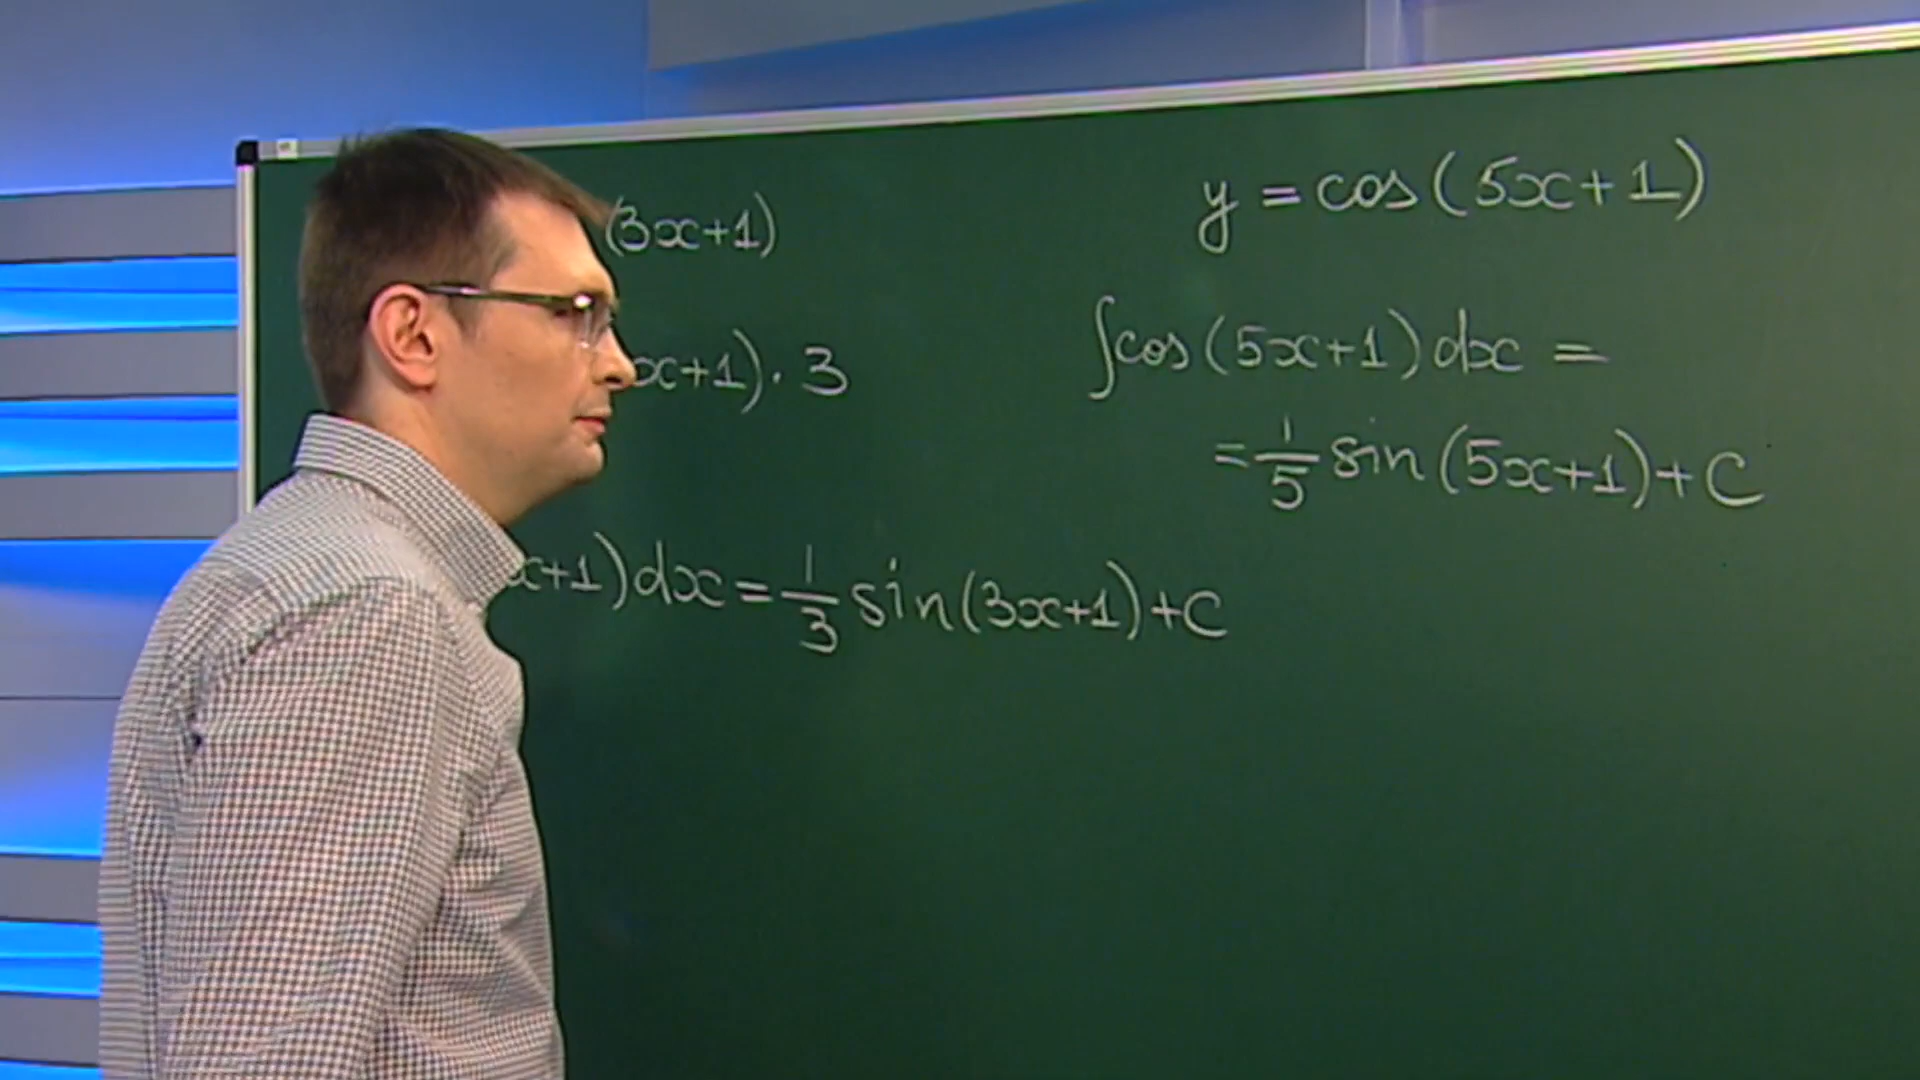 (3x+1)
x+1) · 3
x+1) dx = 1/3 sin(3x+1) + C
y = cos(5x+1)
∫cos(5x+1) dx =
= 1/5 sin(5x+1) + C